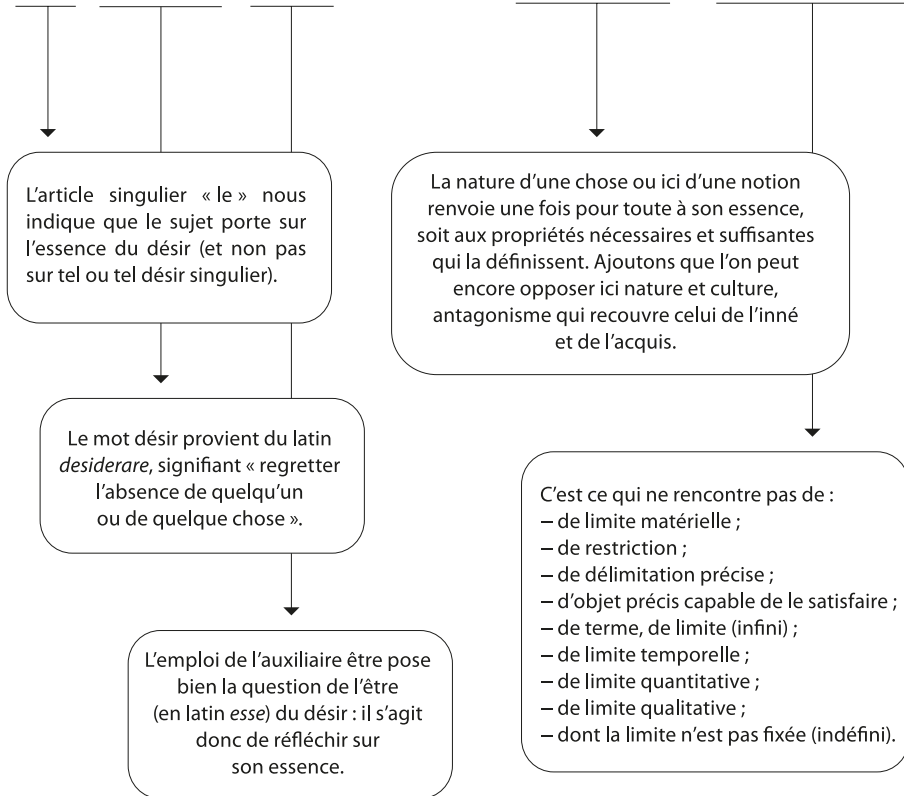 L’article singulier « le » nous
indique que le sujet porte sur
l’essence du désir (et non pas
sur tel ou tel désir singulier).
La nature d’une chose ou ici d’une notion
renvoie une fois pour toute à son essence,
soit aux propriétés nécessaires et suffisantes
qui la définissent. Ajoutons que l’on peut
encore opposer ici nature et culture,
antagonisme qui recouvre celui de l’inné
et de l’acquis.
Le mot désir provient du latin
desiderare, signifiant « regretter
l’absence de quelqu’un
ou de quelque chose ».
C’est ce qui ne rencontre pas de :
– de limite matérielle ;
– de restriction ;
– de délimitation précise ;
– d’objet précis capable de le satisfaire ;
– de terme, de limite (infini) ;
– de limite temporelle ;
– de limite quantitative ;
– de limite qualitative ;
– dont la limite n’est pas fixée (indéfini).
L’emploi de l’auxiliaire être pose
bien la question de l’être
(en latin esse) du désir : il s’agit
donc de réfléchir sur
son essence.